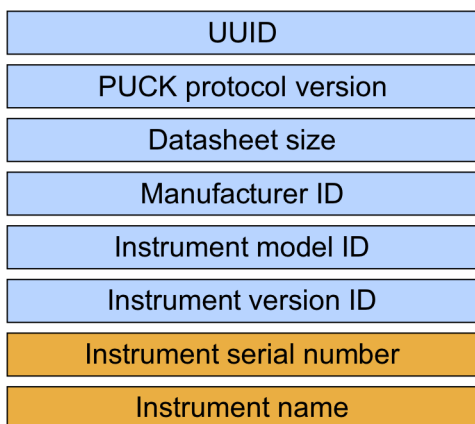 UUID
PUCK protocol version
Datasheet size
Manufacturer ID
Instrument model ID
Instrument version ID
Instrument serial number
Instrument name